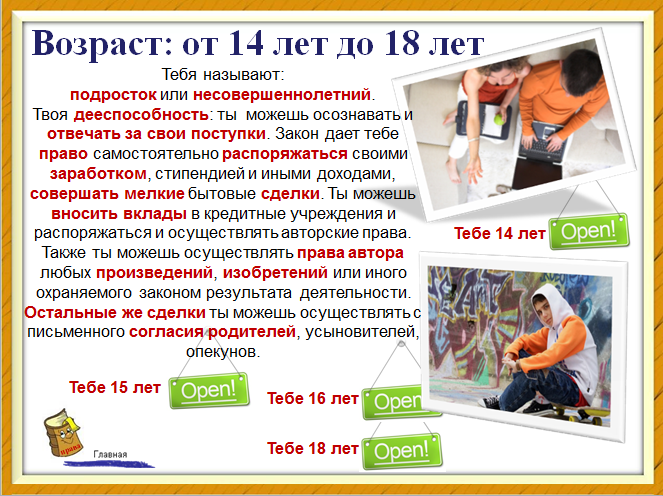 Возраст: от 14 лет до 18 лет
Тебя называют:
подросток или несовершеннолетний.
Твоя дееспособность: ты можешь осознавать и
отвечать за свои поступки. Закон дает тебе
право самостоятельно распоряжаться своими
заработком, стипендией и иными доходами,
совершать мелкие бытовые сделки. Ты можешь
вносить вклады в кредитные учреждения и
распоряжаться и осуществлять авторские права.
Также ты можешь осуществлять права автора
любых произведений, изобретений или иного
охраняемого законом результата деятельности.
Остальные же сделки ты можешь осуществлять с
письменного согласия родителей, усыновителей,
опекунов.
Тебе 14 лет
Open!
Тебе 15 лет
Open!
Тебе 16 лет
Open
Тебе 18 лет
Open!
права
Главная